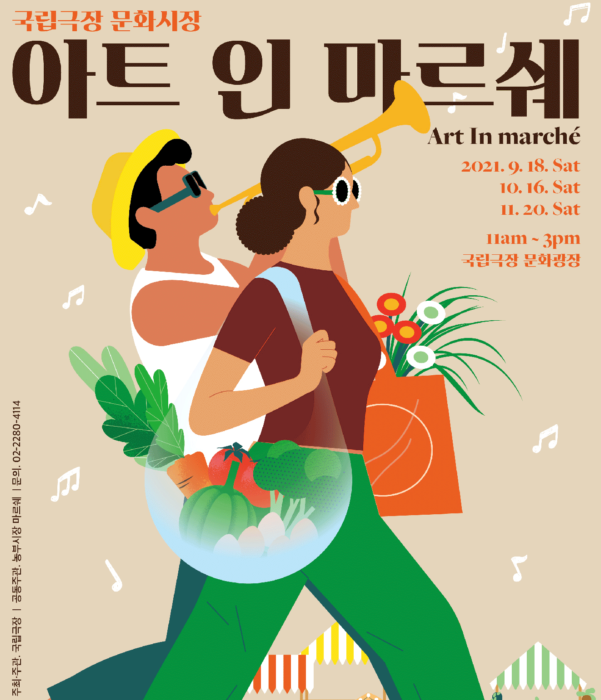 국립극장 문화시장
아트 인 마르쉐
Art In marché
2021. 9. 18. Sat
10. 16. Sat
11. 20. Sat
11am ~ 3pm
국립극장 문화광장
주최·주관. 국립극장 | 공동주관. 농부시장 마르쉐 | 문의. 02-2280-4114